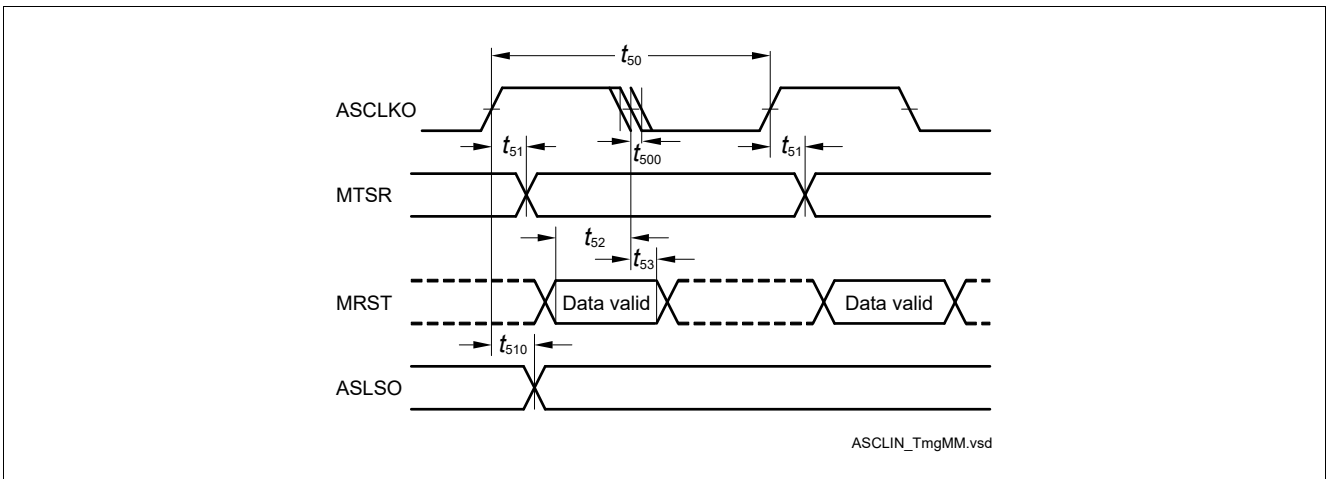 t50
ASCLKO
t51 t500 t51
MTSR
t52
t53
MRST Data valid Data valid
t510
ASLSO
ASCLIN_TmgMM.vsd